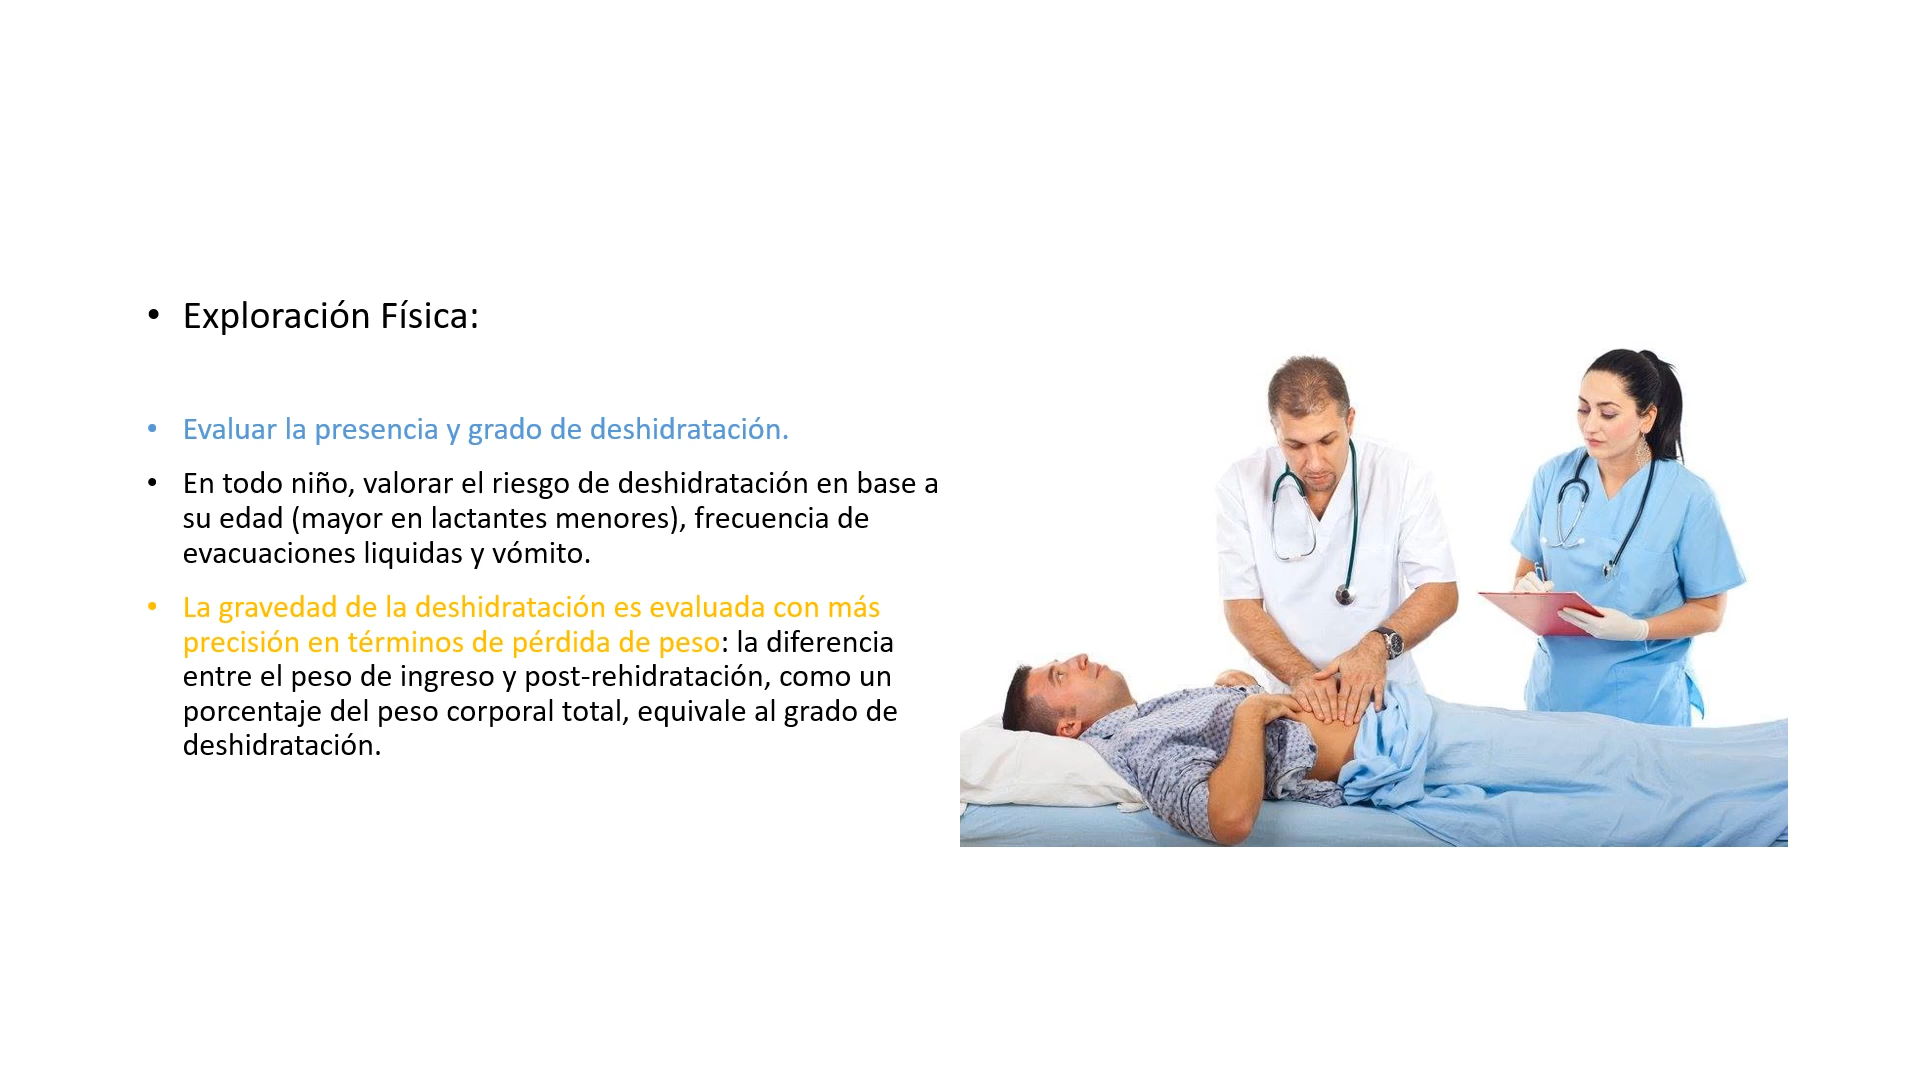 • Exploración Física:
• Evaluar la presencia y grado de deshidratación.
• En todo niño, valorar el riesgo de deshidratación en base a
su edad (mayor en lactantes menores), frecuencia de
evacuaciones liquidas y vómito.
• La gravedad de la deshidratación es evaluada con más
precisión en términos de pérdida de peso: la diferencia
entre el peso de ingreso y post-rehidratación, como un
porcentaje del peso corporal total, equivale al grado de
deshidratación.